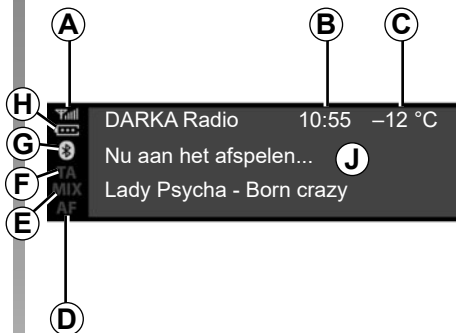 A B C
H
G
F
E
D
DARKA Radio 10:55 –12 °C
Nu aan het afspelen... J
Lady Psycha - Born crazy
TA
MIX
AF